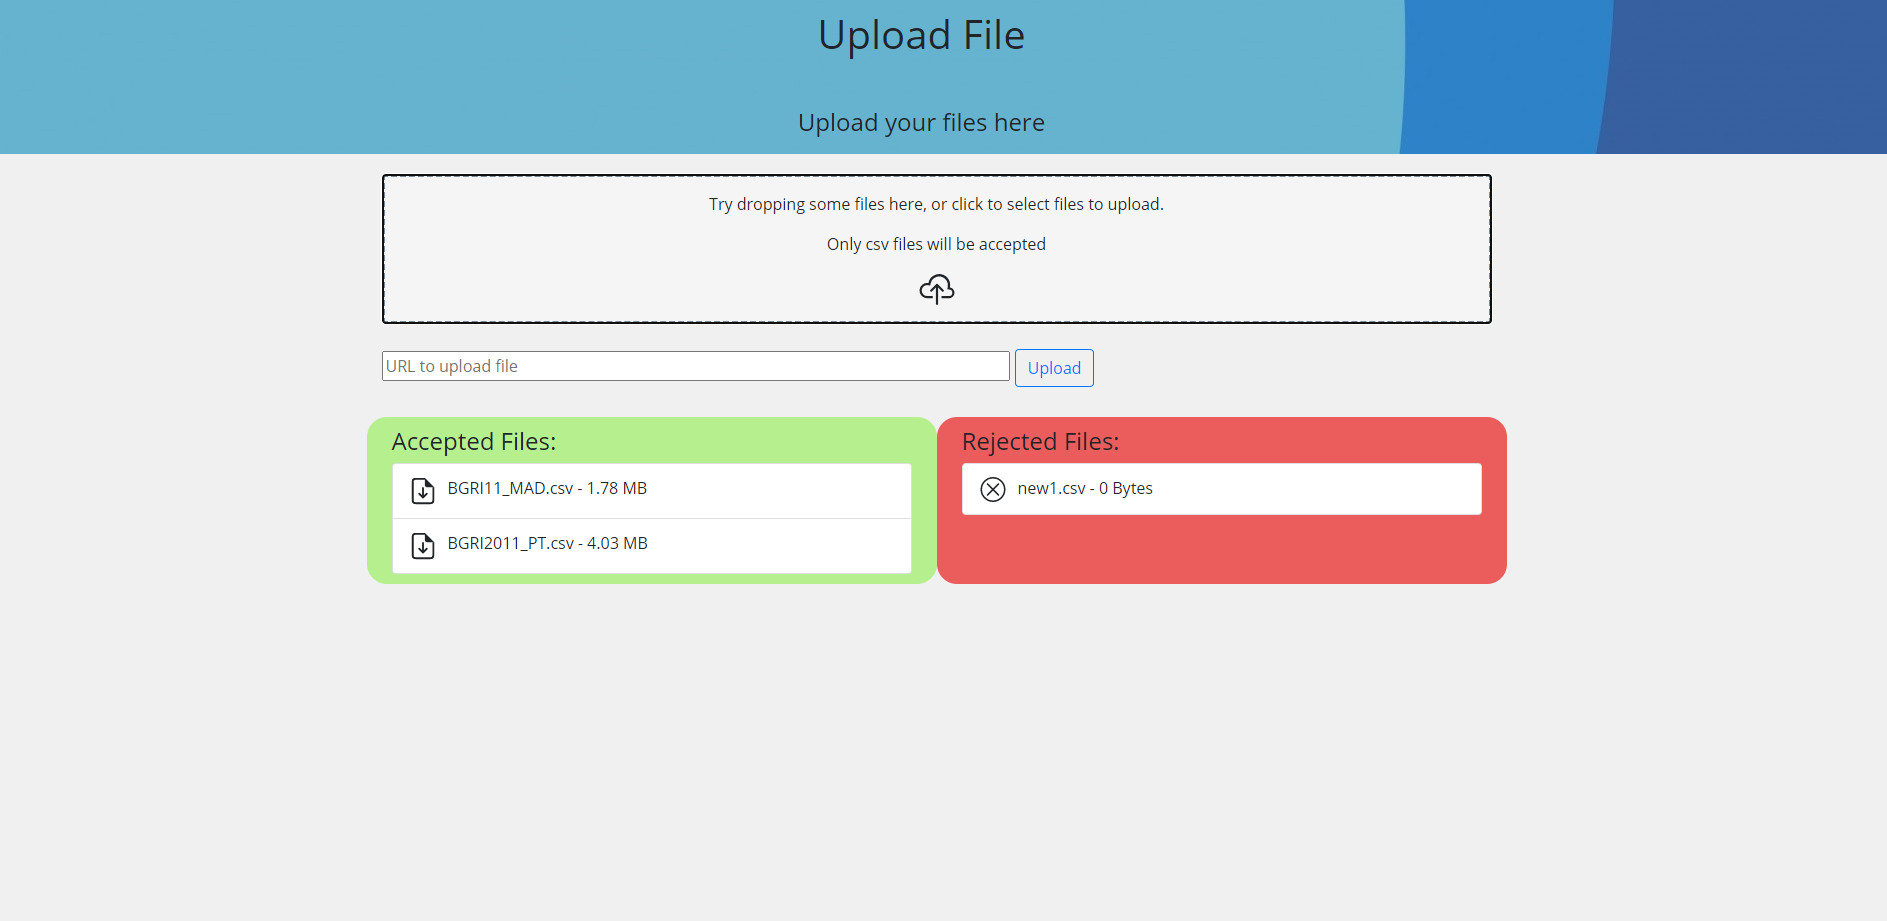 Upload File
Upload your files here
Try dropping some files here, or click to select files to upload.
Only csv files will be accepted
URL to upload file
Upload
Accepted Files:
BGRI11_MAD.csv - 1.78 MB
BGRI2011_PT.csv - 4.03 MB
Rejected Files:
new1.csv - 0 Bytes